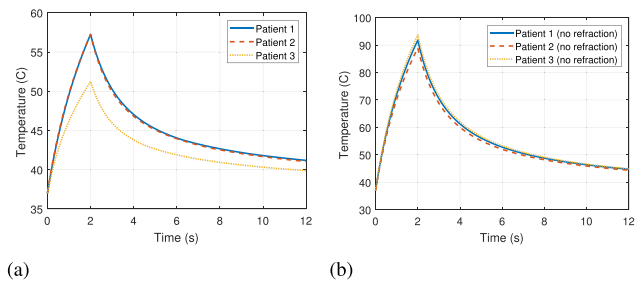 60
55
50
45
40
35
Temperature (C)
0 2 4 6 8 10 12
Time (s)
Patient 1
Patient 2
Patient 3
(a)
100
90
80
70
60
50
40
30
Temperature (C)
0 2 4 6 8 10 12
Time (s)
Patient 1 (no refraction)
Patient 2 (no refraction)
Patient 3 (no refraction)
(b)